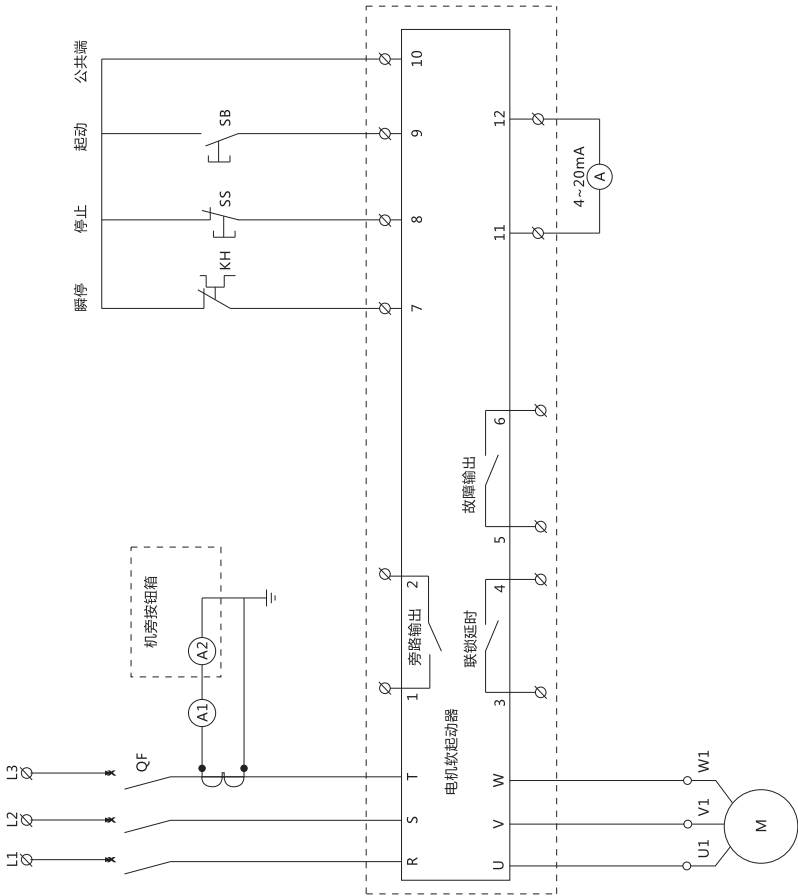 公共端
起动
停止
瞬停
SB
SS
KH
10
9
8
7
12
11
4~20mA
A
6
5
故障输出
4
3
联锁延时
2
1
旁路输出
机旁按钮箱
A2
A1
QF
L3
L2
L1
T
S
R
电机软起动器
W
V
U
W1
V1
U1
M